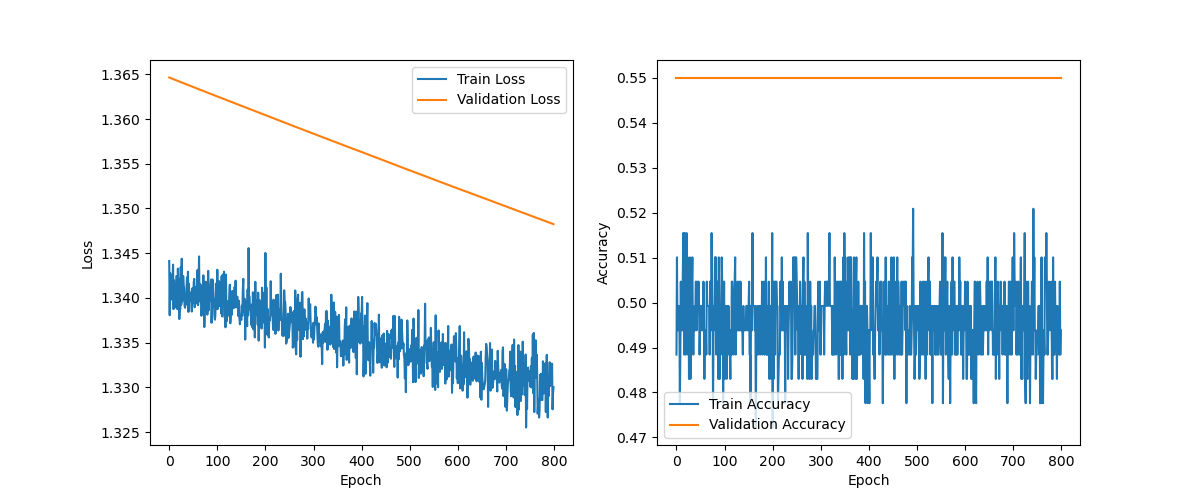 1.365
1.360
1.355
1.350
1.345
1.340
1.335
1.330
1.325
Loss
0 100 200 300 400 500 600 700 800
Epoch
Train Loss
Validation Loss
0.55
0.54
0.53
0.52
0.51
0.50
0.49
0.48
0.47
Accuracy
0 100 200 300 400 500 600 700 800
Epoch
Train Accuracy
Validation Accuracy